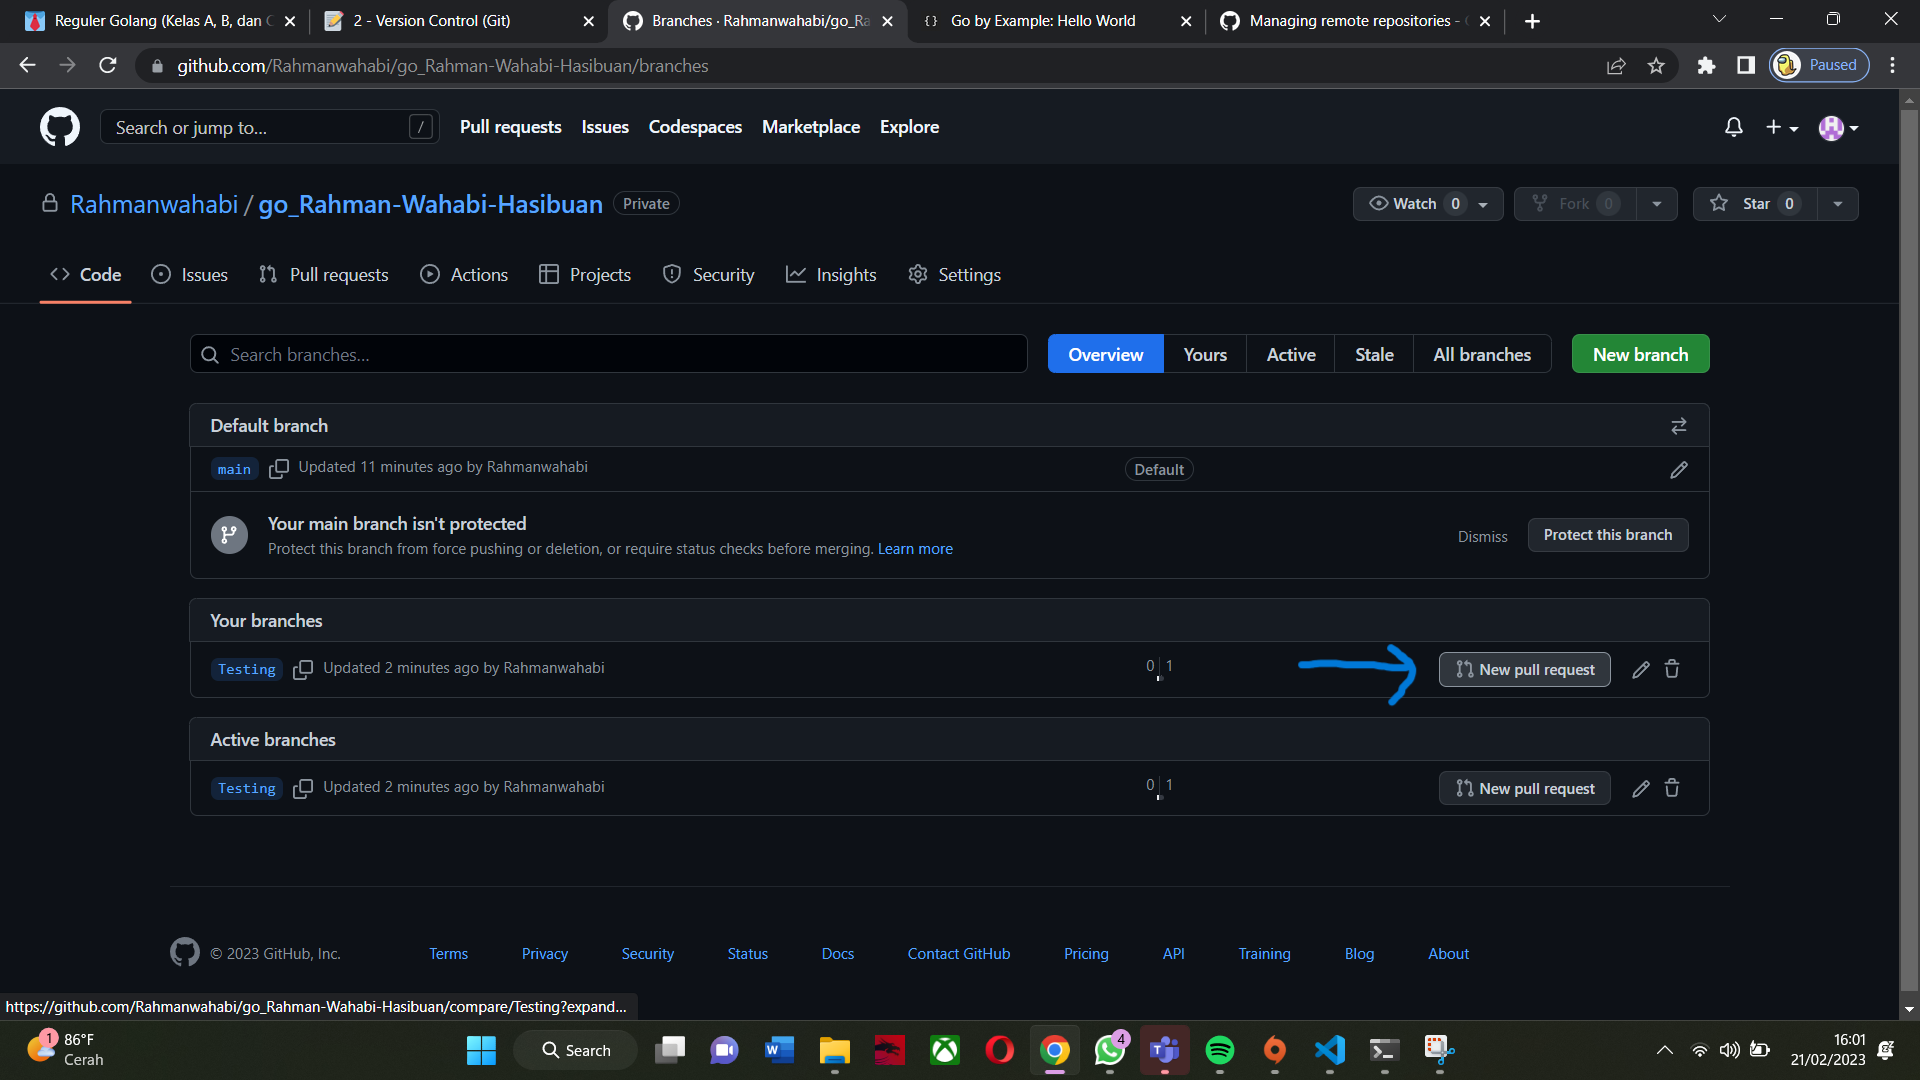 Reguler Golang (Kelas A, B, dan
2 - Version Control (Git)
Branches · Rahmanwahabi/go_Ra
Go by Example: Hello World
Managing remote repositories -
github.com/Rahmanwahabi/go_Rahman-Wahabi-Hasibuan/branches
Paused
Search or jump to...
/
Pull requests
Issues
Codespaces
Marketplace
Explore
Rahmanwahabi / go_Rahman-Wahabi-Hasibuan
Private
Watch 0
Fork 0
Star 0
Code
Issues
Pull requests
Actions
Projects
Security
Insights
Settings
Search branches...
Overview
Yours
Active
Stale
All branches
New branch
Default branch
main
Updated 11 minutes ago by Rahmanwahabi
Default
Your main branch isn't protected
Protect this branch from force pushing or deletion, or require status checks before merging. Learn more
Dismiss
Protect this branch
Your branches
Testing
Updated 2 minutes ago by Rahmanwahabi
0 | 1
New pull request
Active branches
Testing
Updated 2 minutes ago by Rahmanwahabi
0 | 1
New pull request
© 2023 GitHub, Inc.
Terms
Privacy
Security
Status
Docs
Contact GitHub
Pricing
API
Training
Blog
About
https://github.com/Rahmanwahabi/go_Rahman-Wahabi-Hasibuan/compare/Testing?expand...
1
86°F
Cerah
Search
4
16:01
21/02/2023